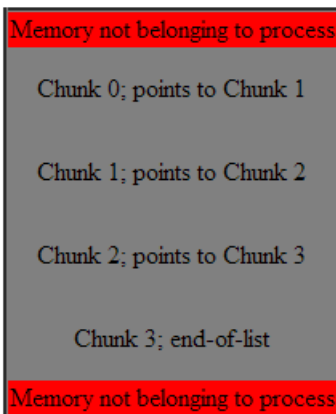 Memory not belonging to process
Chunk 0; points to Chunk 1
Chunk 1; points to Chunk 2
Chunk 2; points to Chunk 3
Chunk 3; end-of-list
Memory not belonging to process